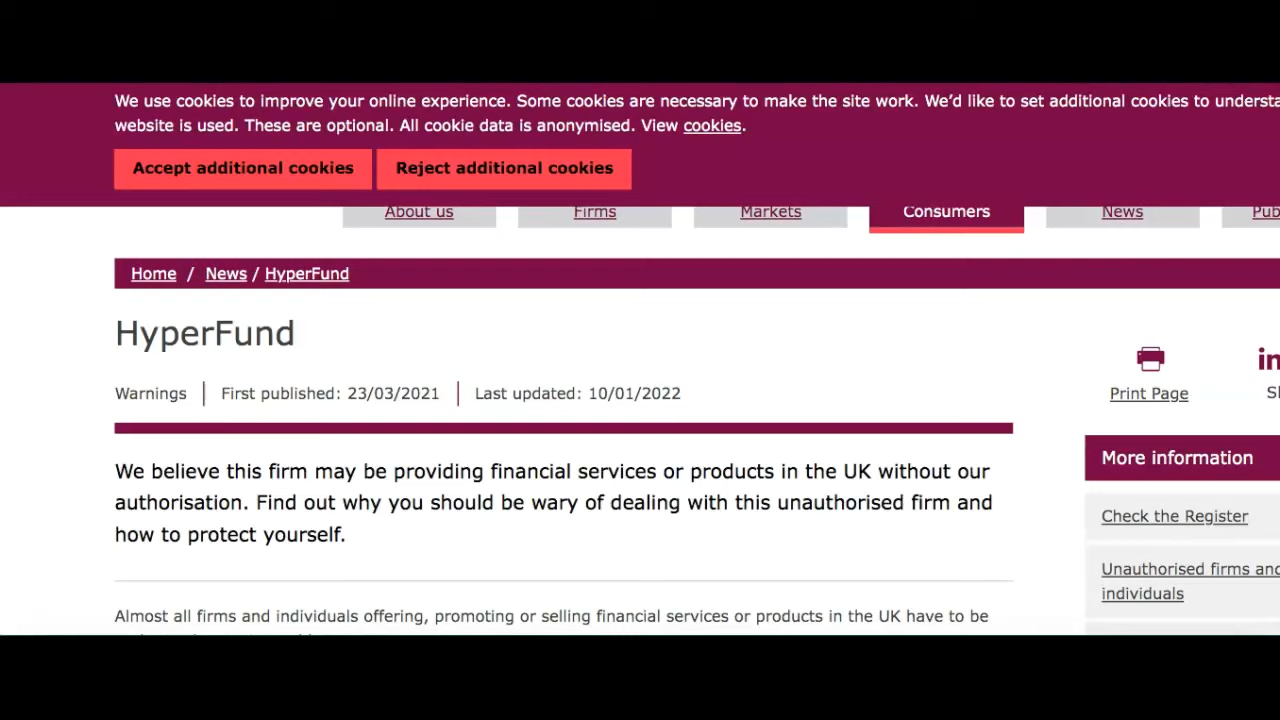 We use cookies to improve your online experience. Some cookies are necessary to make the site work. We'd like to set additional cookies to
website is used. These are optional. All cookie data is anonymised. View cookies.
Accept additional cookies Reject additional cookies
About us Firms Markets Consumers News
Home / News / HyperFund
HyperFund
Warnings First published: 23/03/2021 Last updated: 10/01/2022
Print Page
We believe this firm may be providing financial services or products in the UK without our
authorisation. Find out why you should be wary of dealing with this unauthorised firm and
how to protect yourself.
Almost all firms and individuals offering, promoting or selling financial services or products in the UK have to be
More information
Check the Register
Unauthorised firms and
individuals